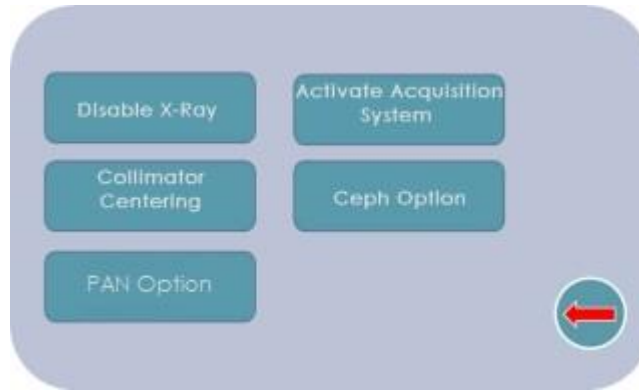 Disable X-Ray
Activate Acquisition
System
Collimator
Centering
Ceph Option
PAN Option